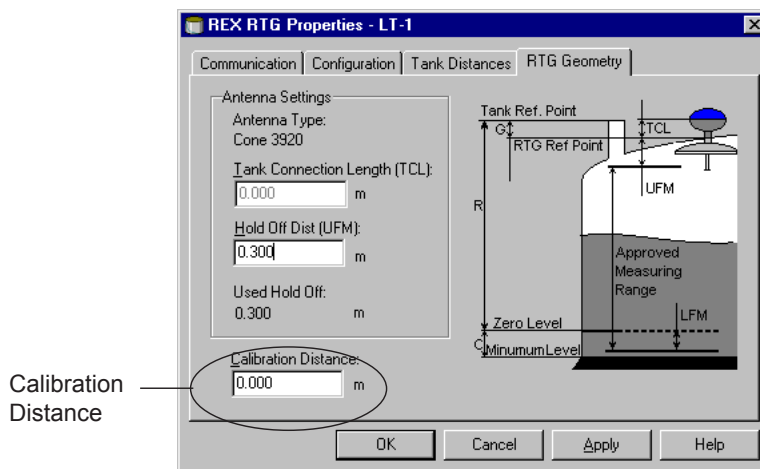 REX RTG Properties - LT-1
Communication
Configuration
Tank Distances
RTG Geometry
Antenna Settings
Antenna Type:
Cone 3920
Tank Connection Length (TCL):
0.000 m
Hold Off Dist (UFM):
0.300 m
Used Hold Off:
0.300 m
Calibration Distance:
0.000 m
Tank Ref. Point
G
TCL
RTG Ref Point
UFM
R
Approved
Measuring
Range
LFM
Zero Level
C
Minumum Level
Calibration
Distance
OK
Cancel
Apply
Help